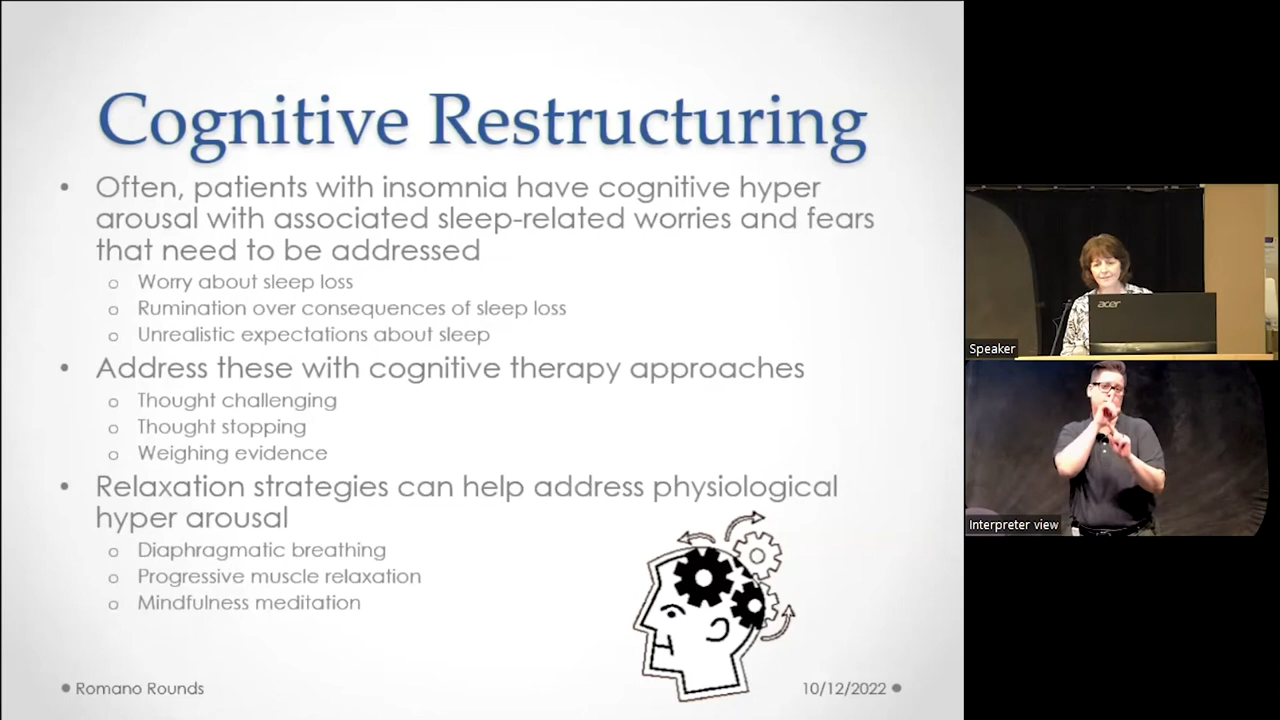 Cognitive Restructuring
• Often, patients with insomnia have cognitive hyper
arousal with associated sleep-related worries and fears
that need to be addressed
o Worry about sleep loss
o Rumination over consequences of sleep loss
o Unrealistic expectations about sleep
• Address these with cognitive therapy approaches
o Thought challenging
o Thought stopping
o Weighing evidence
• Relaxation strategies can help address physiological
hyper arousal
o Diaphragmatic breathing
o Progressive muscle relaxation
o Mindfulness meditation
Romano Rounds
10/12/2022
acer
Speaker
Interpreter view